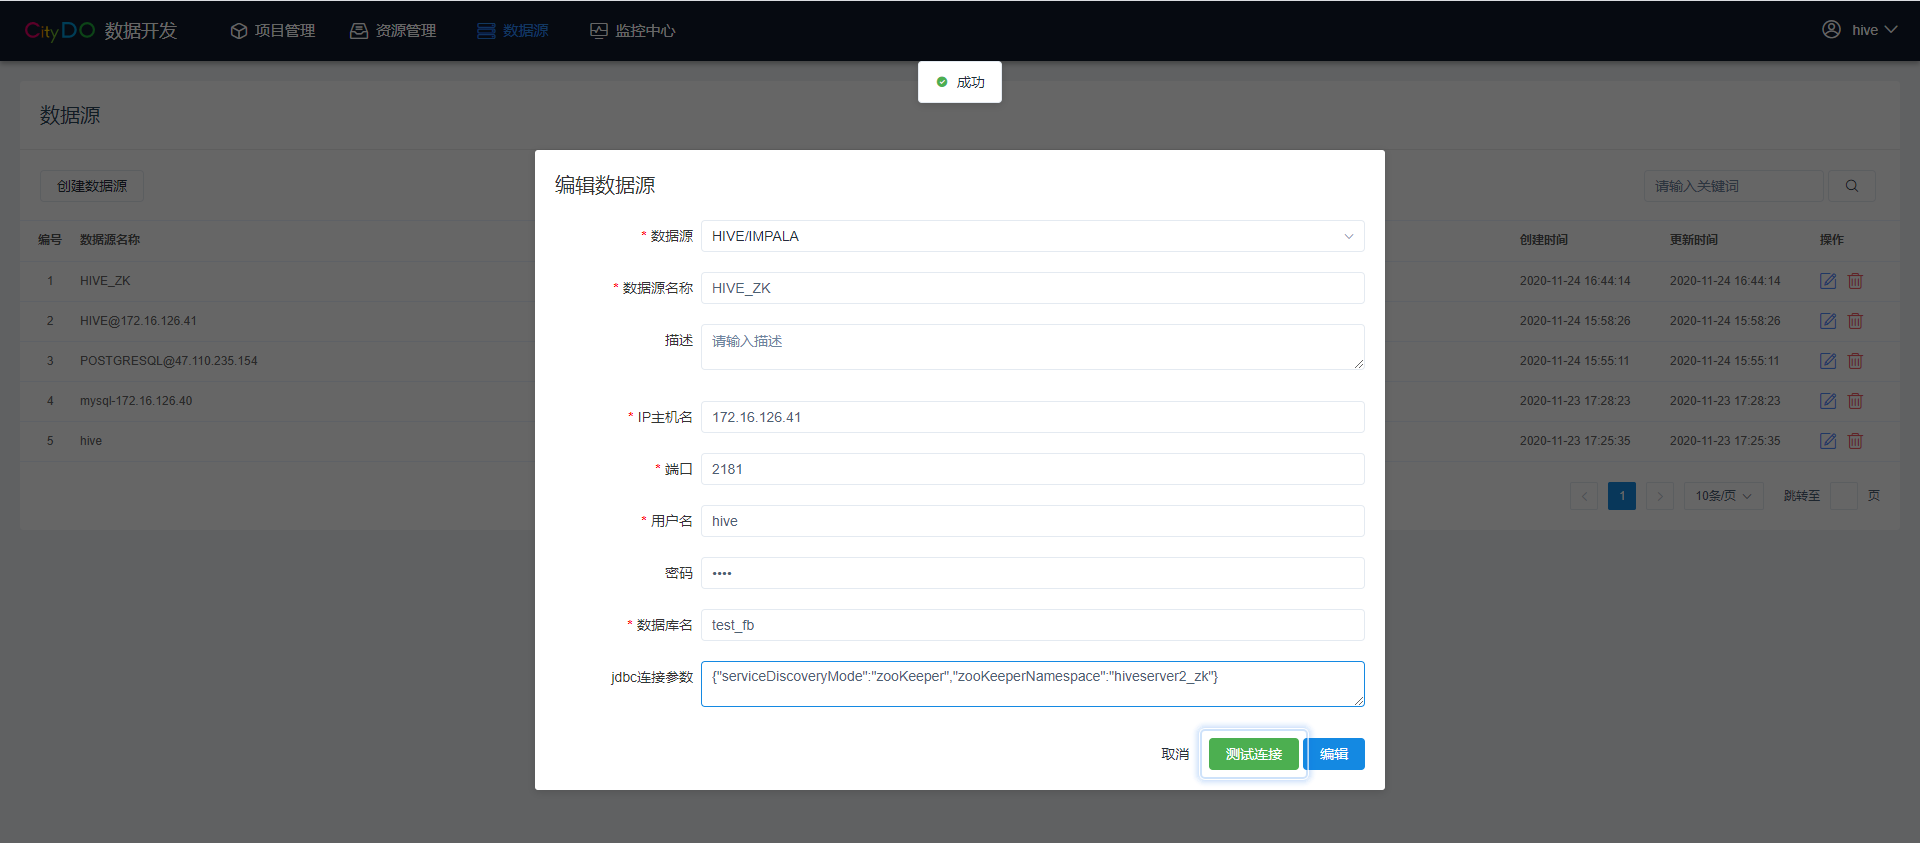 CityDO 数据开发 项目管理 资源管理 数据源 监控中心 hive
成功
数据源
创建数据源 请输入关键词
编号 数据源名称 创建时间 更新时间 操作
1 HIVE_ZK 2020-11-24 16:44:14 2020-11-24 16:44:14
2 HIVE@172.16.126.41 2020-11-24 15:58:26 2020-11-24 15:58:26
3 POSTGRESQL@47.110.235.154 2020-11-24 15:55:11 2020-11-24 15:55:11
4 mysql-172.16.126.40 2020-11-23 17:28:23 2020-11-23 17:28:23
5 hive 2020-11-23 17:25:35 2020-11-23 17:25:35
1 10条/页 跳转至 页
编辑数据源
* 数据源 HIVE/IMPALA
* 数据源名称 HIVE_ZK
描述 请输入描述
* IP主机名 172.16.126.41
* 端口 2181
* 用户名 hive
密码 ••••
* 数据库名 test_fb
jdbc连接参数 {"serviceDiscoveryMode":"zooKeeper","zooKeeperNamespace":"hiveserver2_zk"}
取消 测试连接 编辑